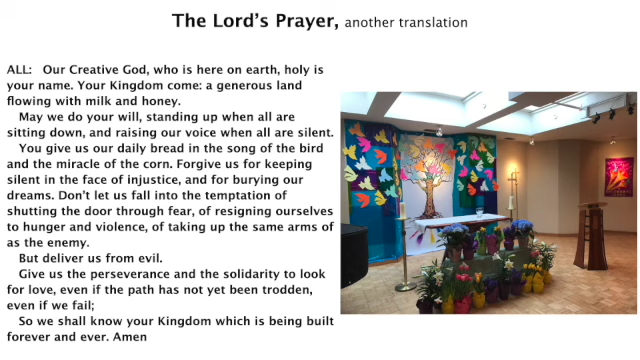 The Lord's Prayer, another translation
ALL: Our Creative God, who is here on earth, holy is
your name. Your Kingdom come: a generous land
flowing with milk and honey.
May we do your will, standing up when all are
sitting down, and raising our voice when all are silent.
You give us our daily bread in the song of the bird
and the miracle of the corn. Forgive us for keeping
silent in the face of injustice, and for burying our
dreams. Don't let us fall into the temptation of
shutting the door through fear, of resigning ourselves
to hunger and violence, of taking up the same arms of
as the enemy.
But deliver us from evil.
Give us the perseverance and the solidarity to look
for love, even if the path has not yet been trodden,
even if we fail;
So we shall know your Kingdom which is being built
forever and ever. Amen